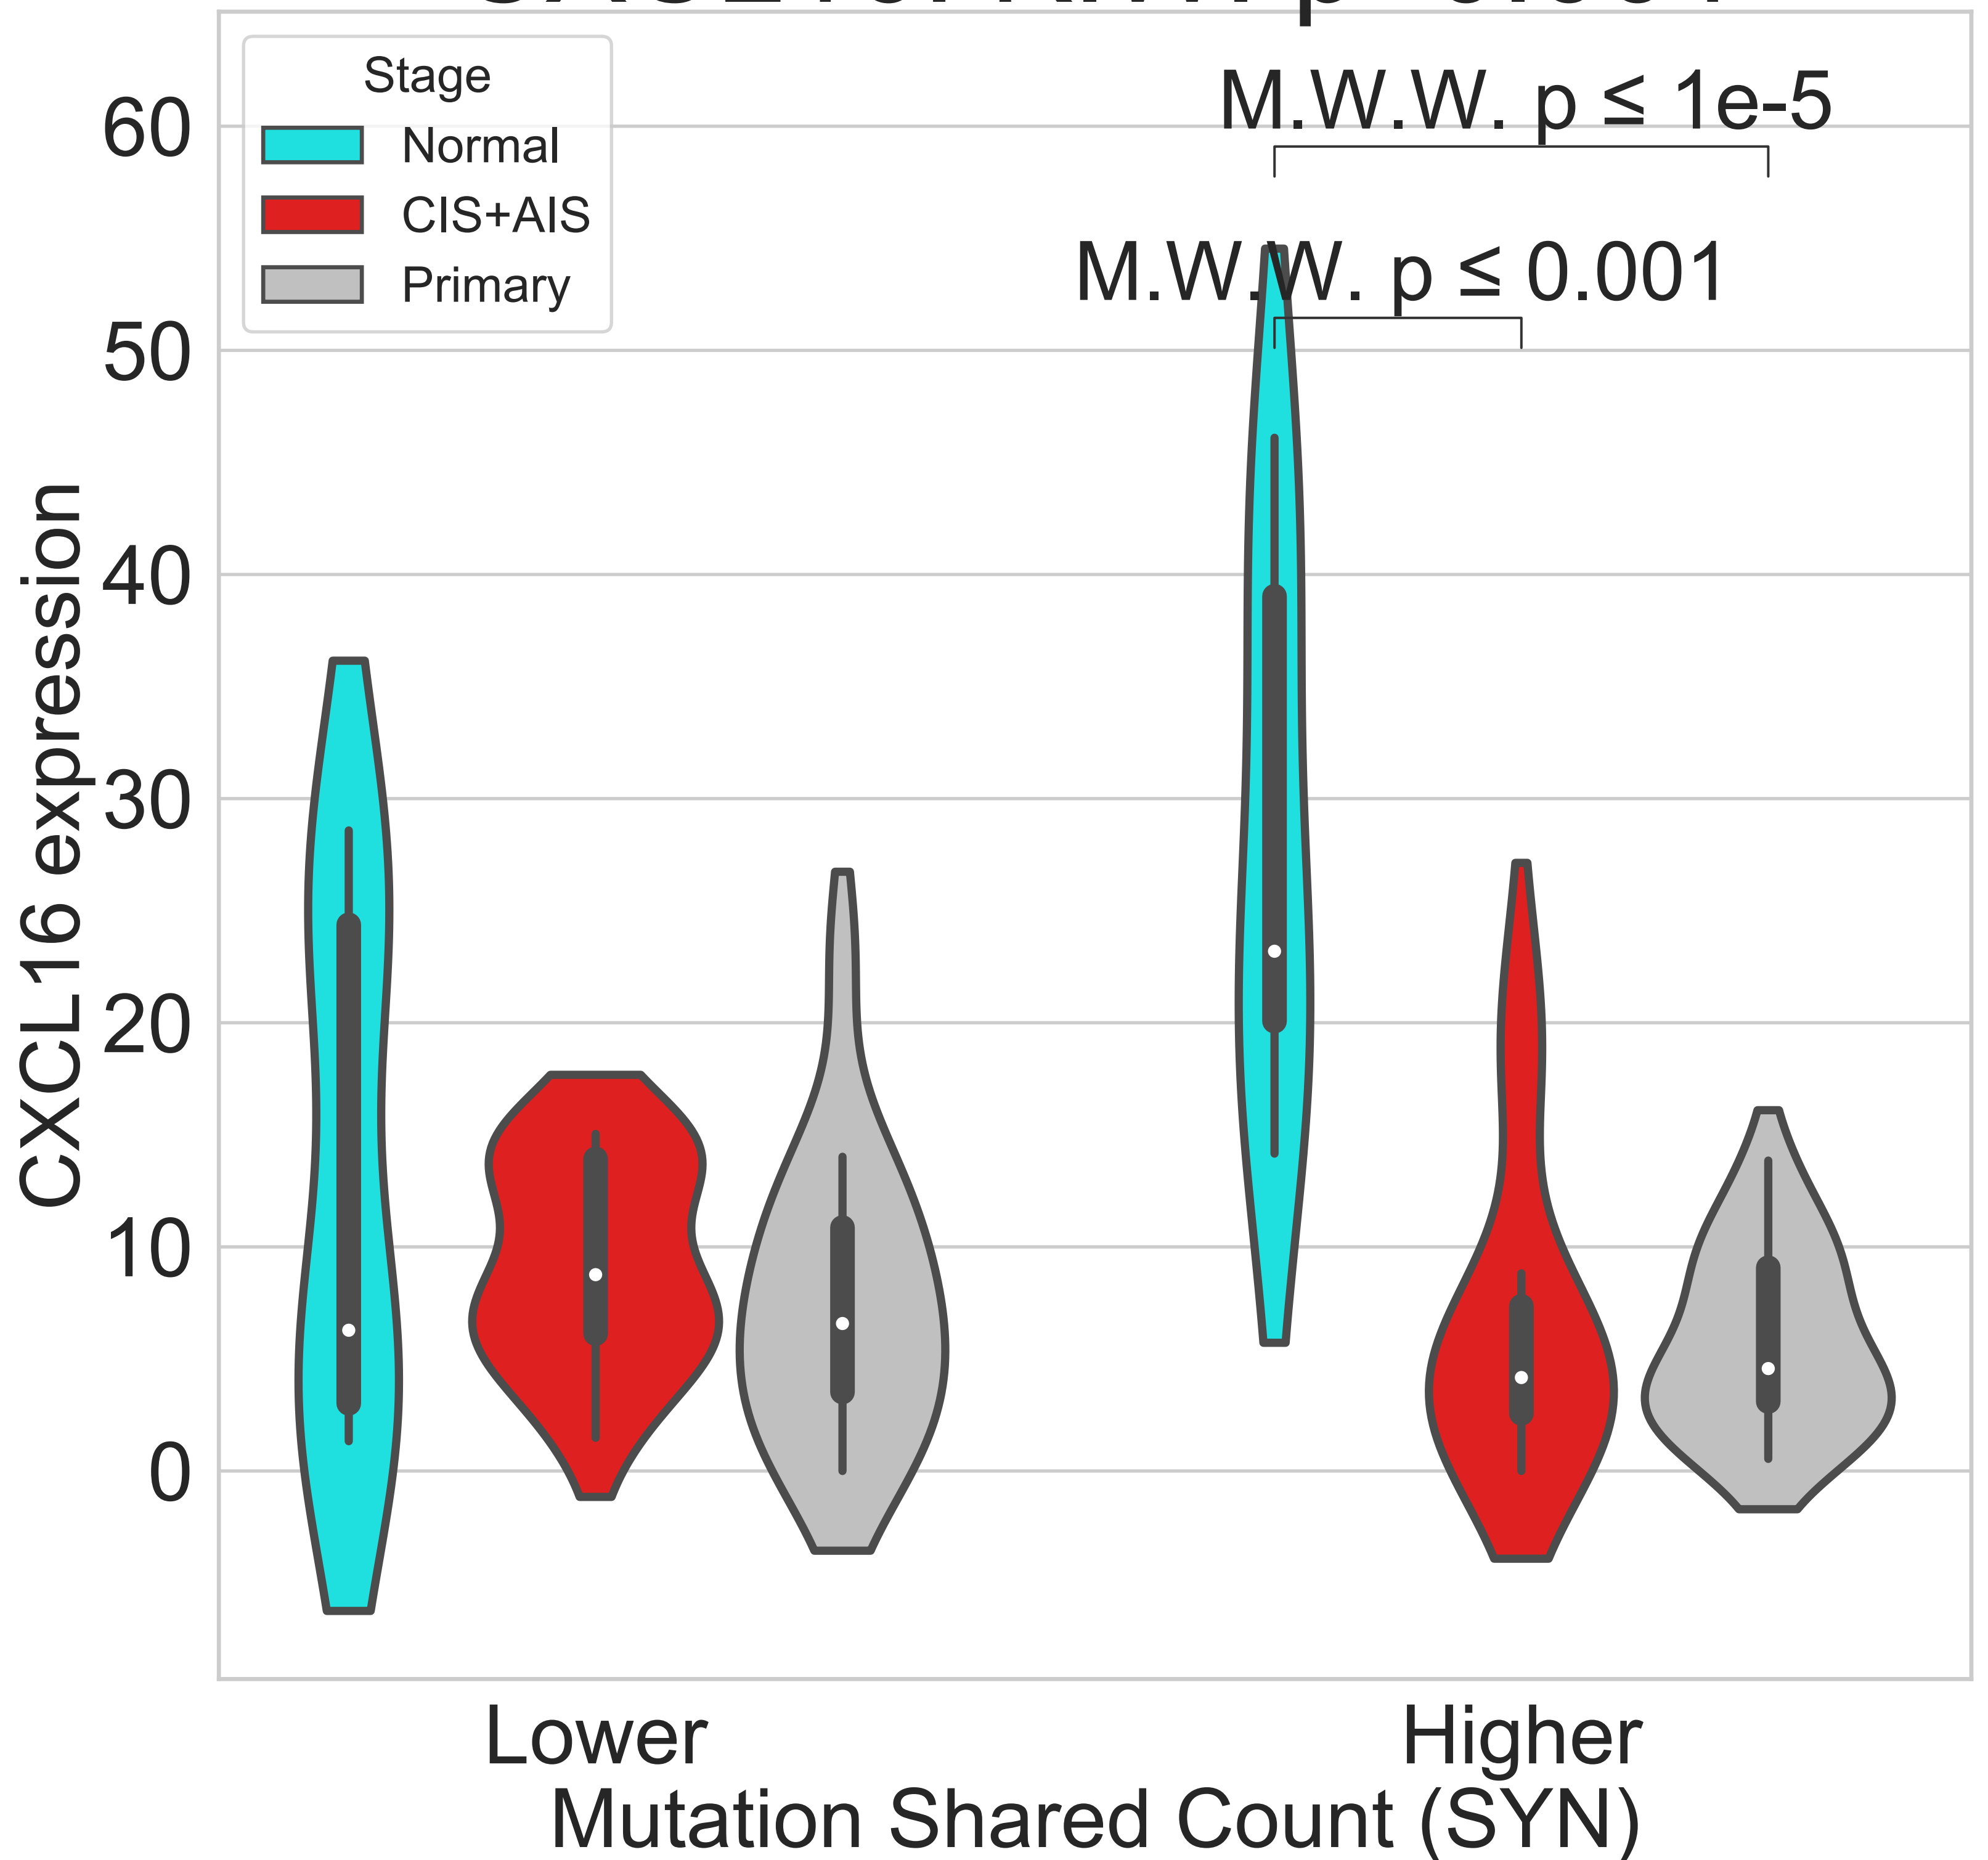 Stage
Normal
CIS+AIS
Primary
M.W.W. p ≤ 1e-5
M.W.W. p ≤ 0.001
60
50
40
30
20
10
0
CXCL16 expression
Lower
Higher
Mutation Shared Count (SYN)